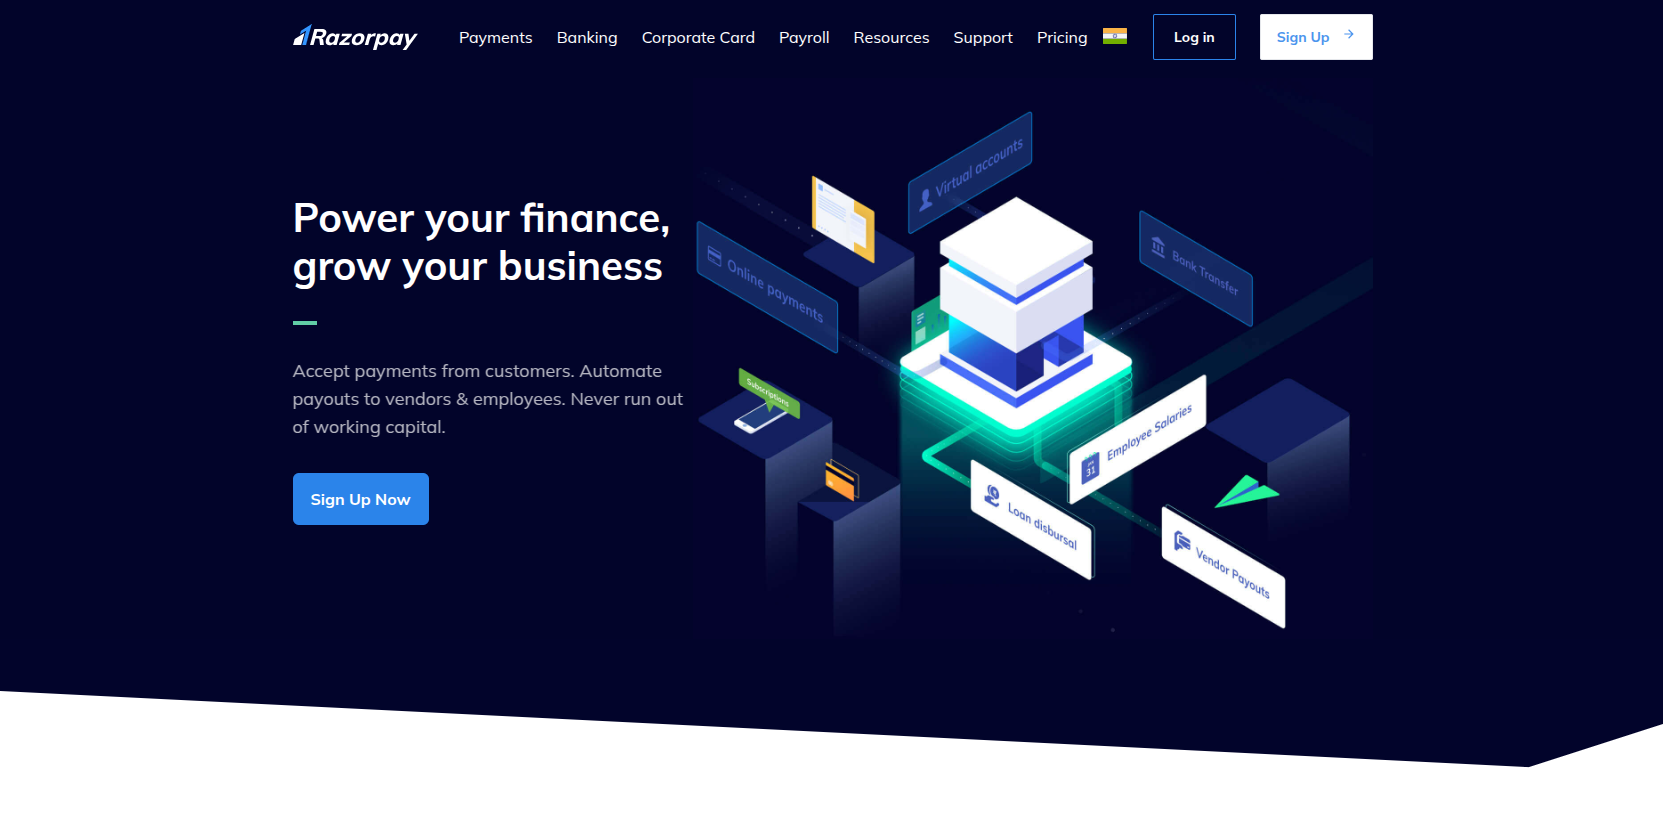 Razorpay
Payments
Banking
Corporate Card
Payroll
Resources
Support
Pricing
Log in
Sign Up
Power your finance,
grow your business
Accept payments from customers. Automate
payouts to vendors & employees. Never run out
of working capital.
Sign Up Now
Virtual accounts
Online payments
Bank Transfer
Subscriptions
Employee Salaries
31
Loan disbursal
Vendor Payouts